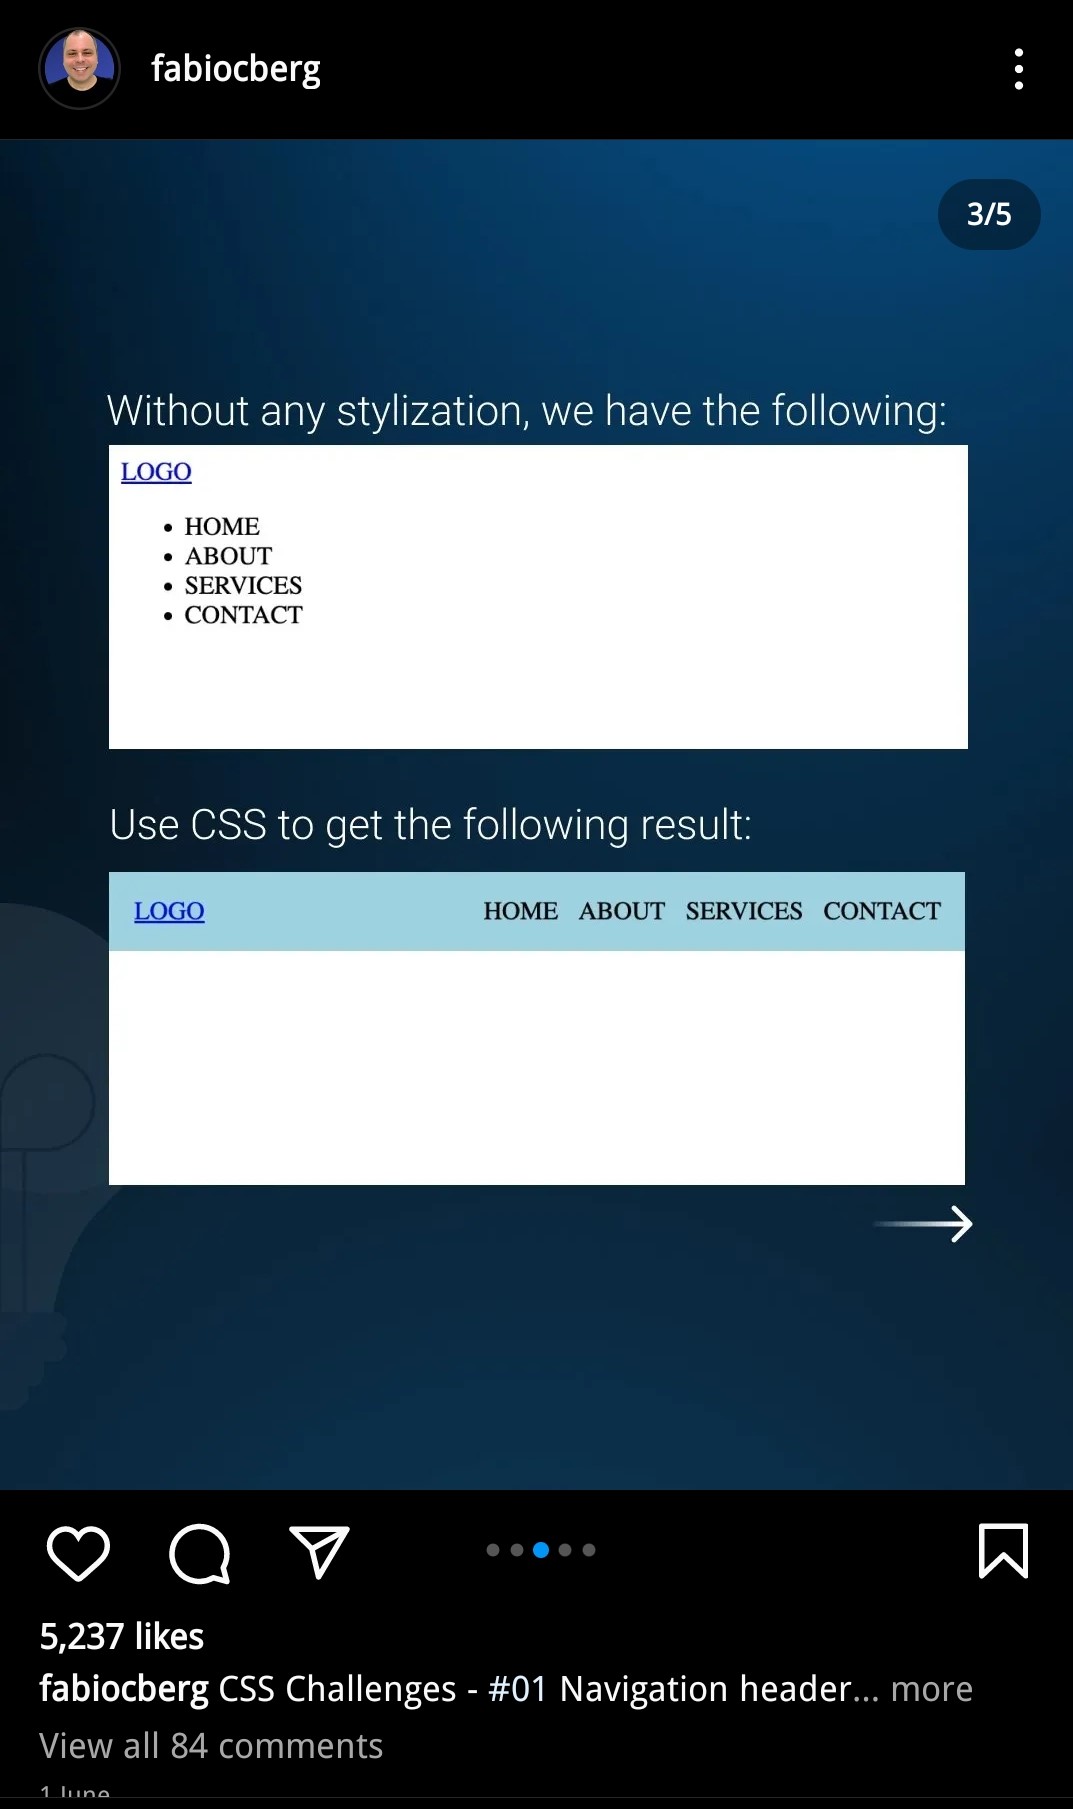 fabiocberg
3/5
Without any stylization, we have the following:
LOGO
• HOME
• ABOUT
• SERVICES
• CONTACT
Use CSS to get the following result:
LOGO HOME ABOUT SERVICES CONTACT
5,237 likes
fabiocberg CSS Challenges - #01 Navigation header... more
View all 84 comments
1 June